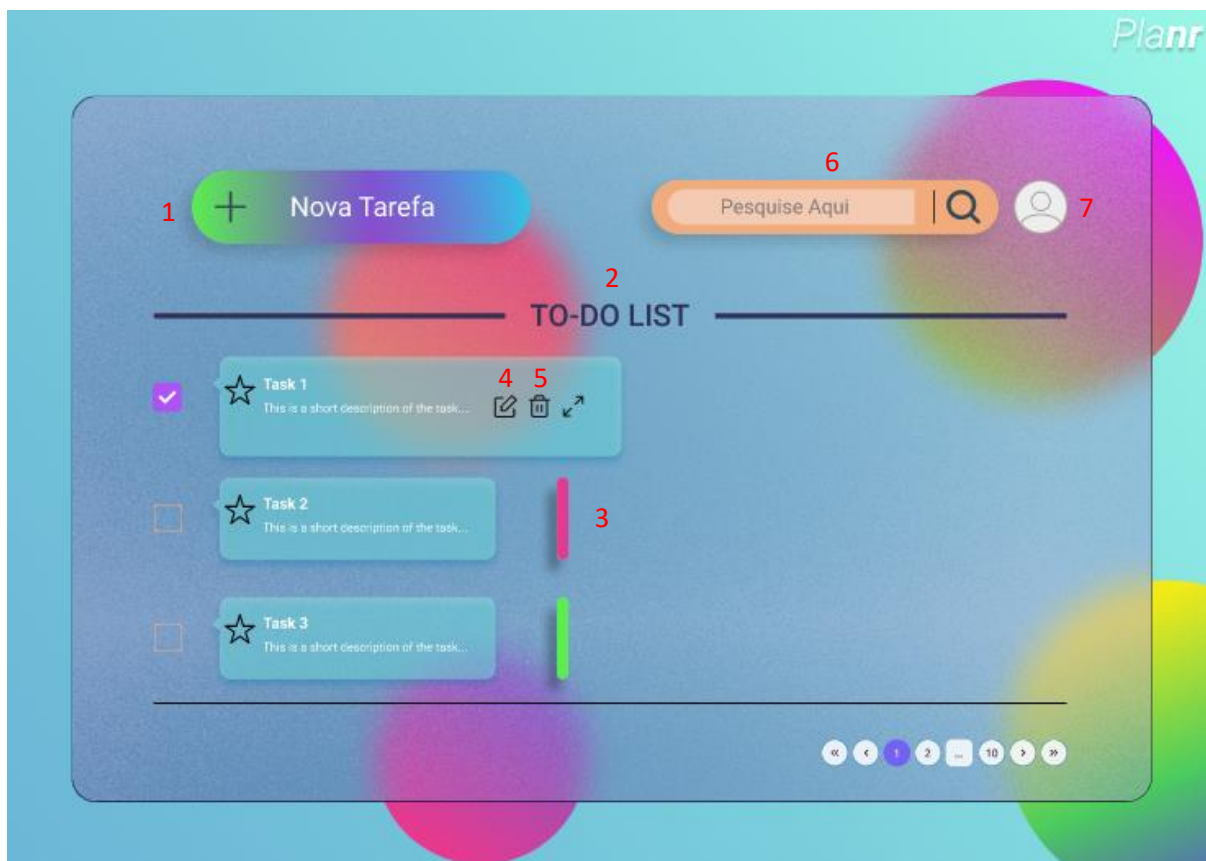 Planr
6
1
Nova Tarefa
Pesquise Aqui
7
2
TO-DO LIST
4 5
Task 1
This is a short description of the task...
Task 2
This is a short description of the task...
3
Task 3
This is a short description of the task...
« ‹ 1 2 ... 10 › »